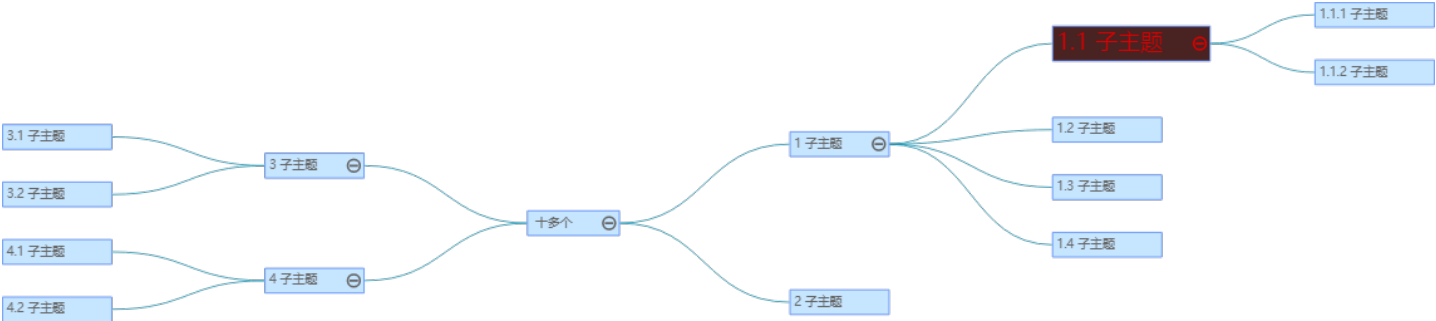 1.1.1 子主题
1.1 子主题
1.1.2 子主题
3.1 子主题
1.2 子主题
1 子主题
3 子主题
1.3 子主题
3.2 子主题
十多个
1.4 子主题
4.1 子主题
4 子主题
2 子主题
4.2 子主题